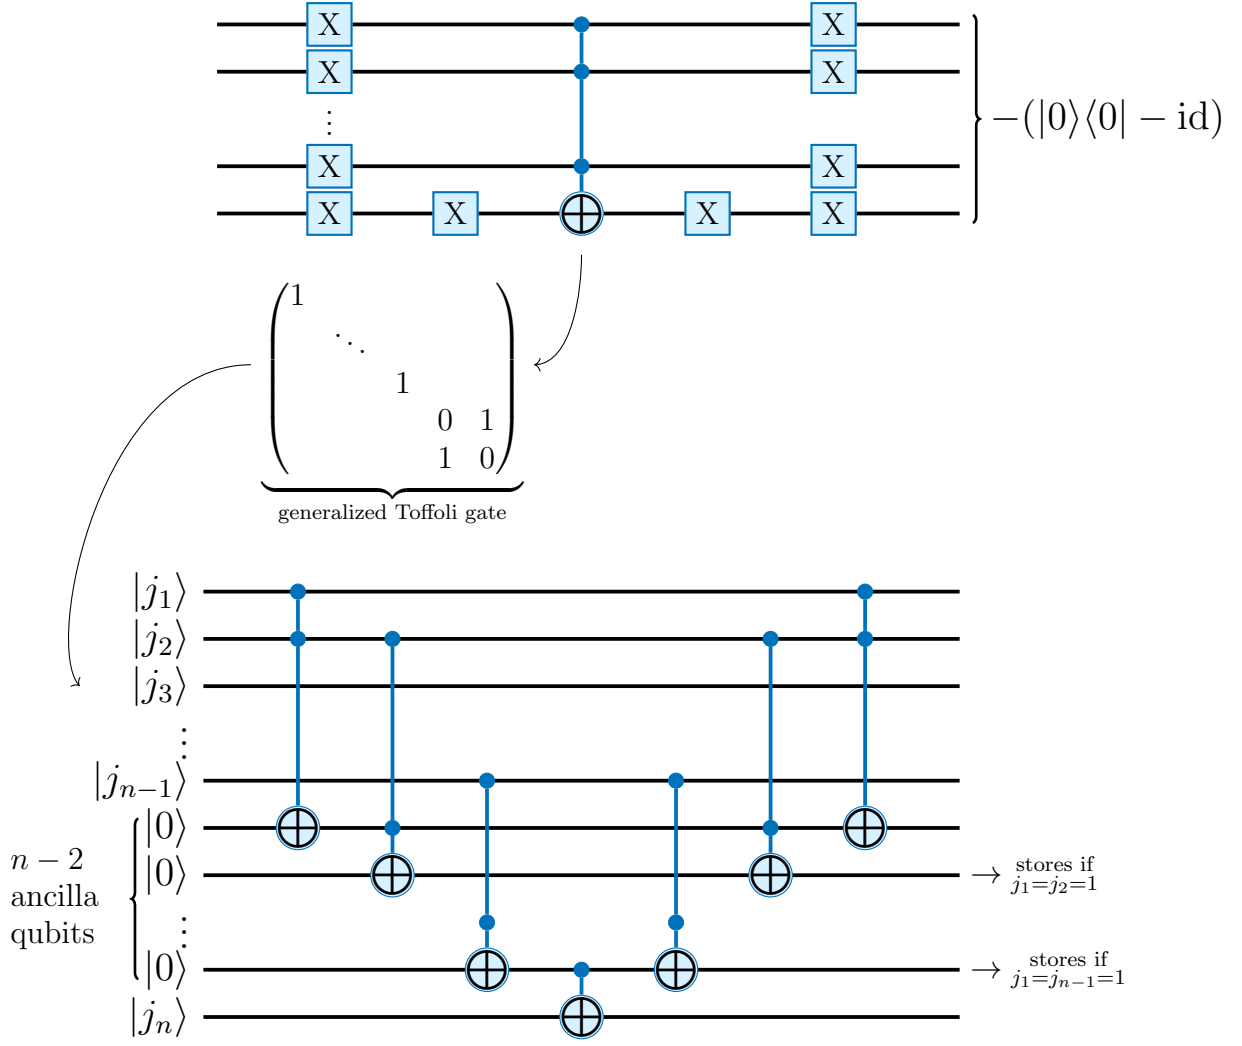 X X
X X
⋮
X X
X X X X
−(|0⟩⟨0| − id)
1
⋱
1
0 1
1 0
generalized Toffoli gate
|j₁⟩
|j₂⟩
|j₃⟩
⋮
|jₙ₋₁⟩
|0⟩
|0⟩
⋮
|0⟩
|jₙ⟩
n − 2
ancilla
qubits
→ stores if
j₁=j₂=1
→ stores if
j₁=jₙ₋₁=1